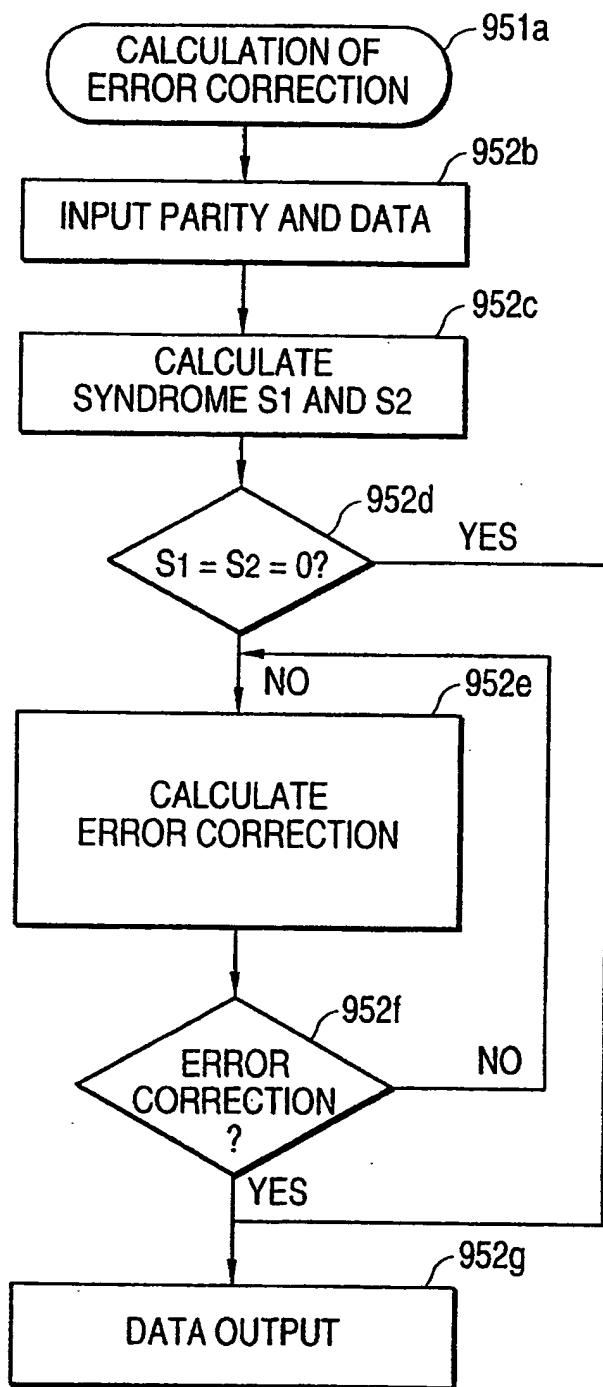 951a
CALCULATION OF
ERROR CORRECTION
952b
INPUT PARITY AND DATA
952c
CALCULATE
SYNDROME S1 AND S2
952d
S1 = S2 = 0?
YES
NO
952e
CALCULATE
ERROR CORRECTION
952f
ERROR
CORRECTION
?
NO
YES
952g
DATA OUTPUT